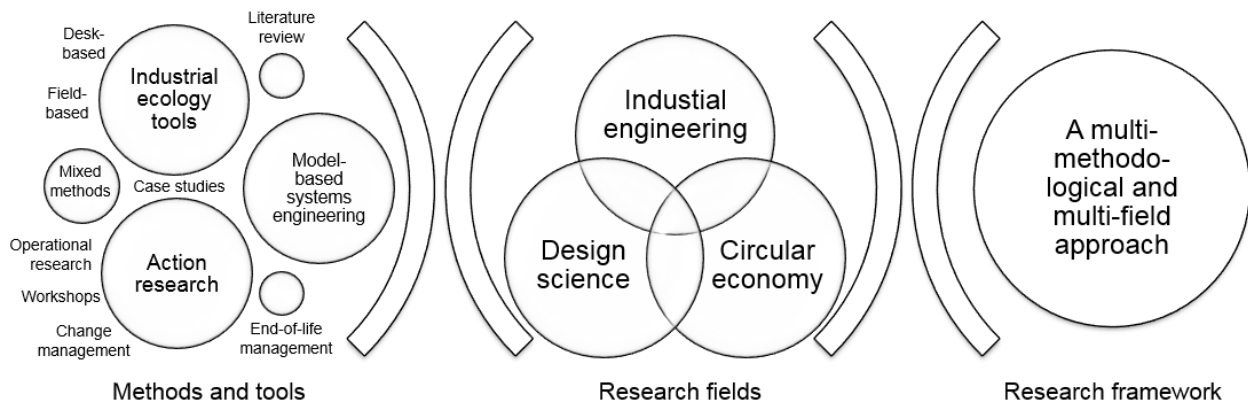 Desk-
based
Field-
based
Industrial
ecology
tools
Literature
review
Mixed
methods
Case studies
Model-
based
systems
engineering
Operational
research
Workshops
Change
management
Action
research
End-of-life
management
Methods and tools
Industial
engineering
Design
science
Circular
economy
Research fields
A multi-
methodo-
logical and
multi-field
approach
Research framework